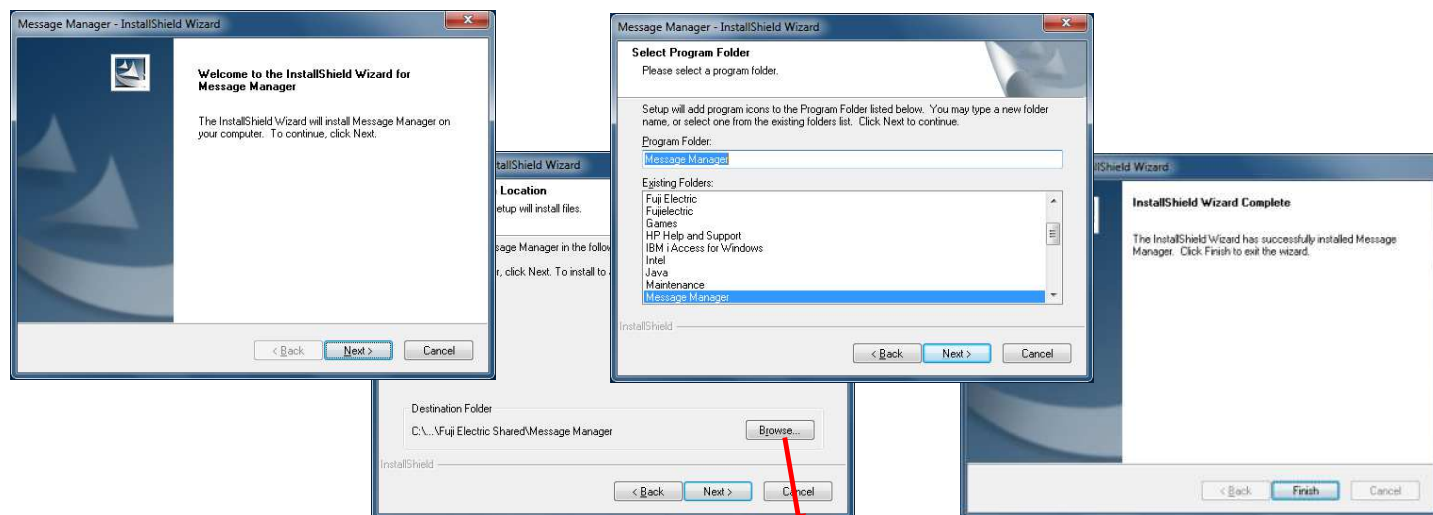 Message Manager - InstallShield Wizard
Welcome to the InstallShield Wizard for
Message Manager
The InstallShield Wizard will install Message Manager on
your computer. To continue, click Next.
< Back
Next >
Cancel
tallShield Wizard
Location
etup will install files.
sage Manager in the follow
r, click Next. To install to
Destination Folder
C:\...\Fuji Electric Shared\Message Manager
Browse...
InstallShield
< Back
Next >
Cancel
Message Manager - InstallShield Wizard
Select Program Folder
Please select a program folder.
Setup will add program icons to the Program Folder listed below. You may type a new folder
name, or select one from the existing folders list. Click Next to continue.
Program Folder:
Message Manager
Existing Folders:
Fuji Electric
Fujielectric
Games
HP Help and Support
IBM i Access for Windows
Intel
Java
Maintenance
Message Manager
InstallShield
< Back
Next >
Cancel
llShield Wizard
InstallShield Wizard Complete
The InstallShield Wizard has successfully installed Message
Manager. Click Finish to exit the wizard.
< Back
Finish
Cancel